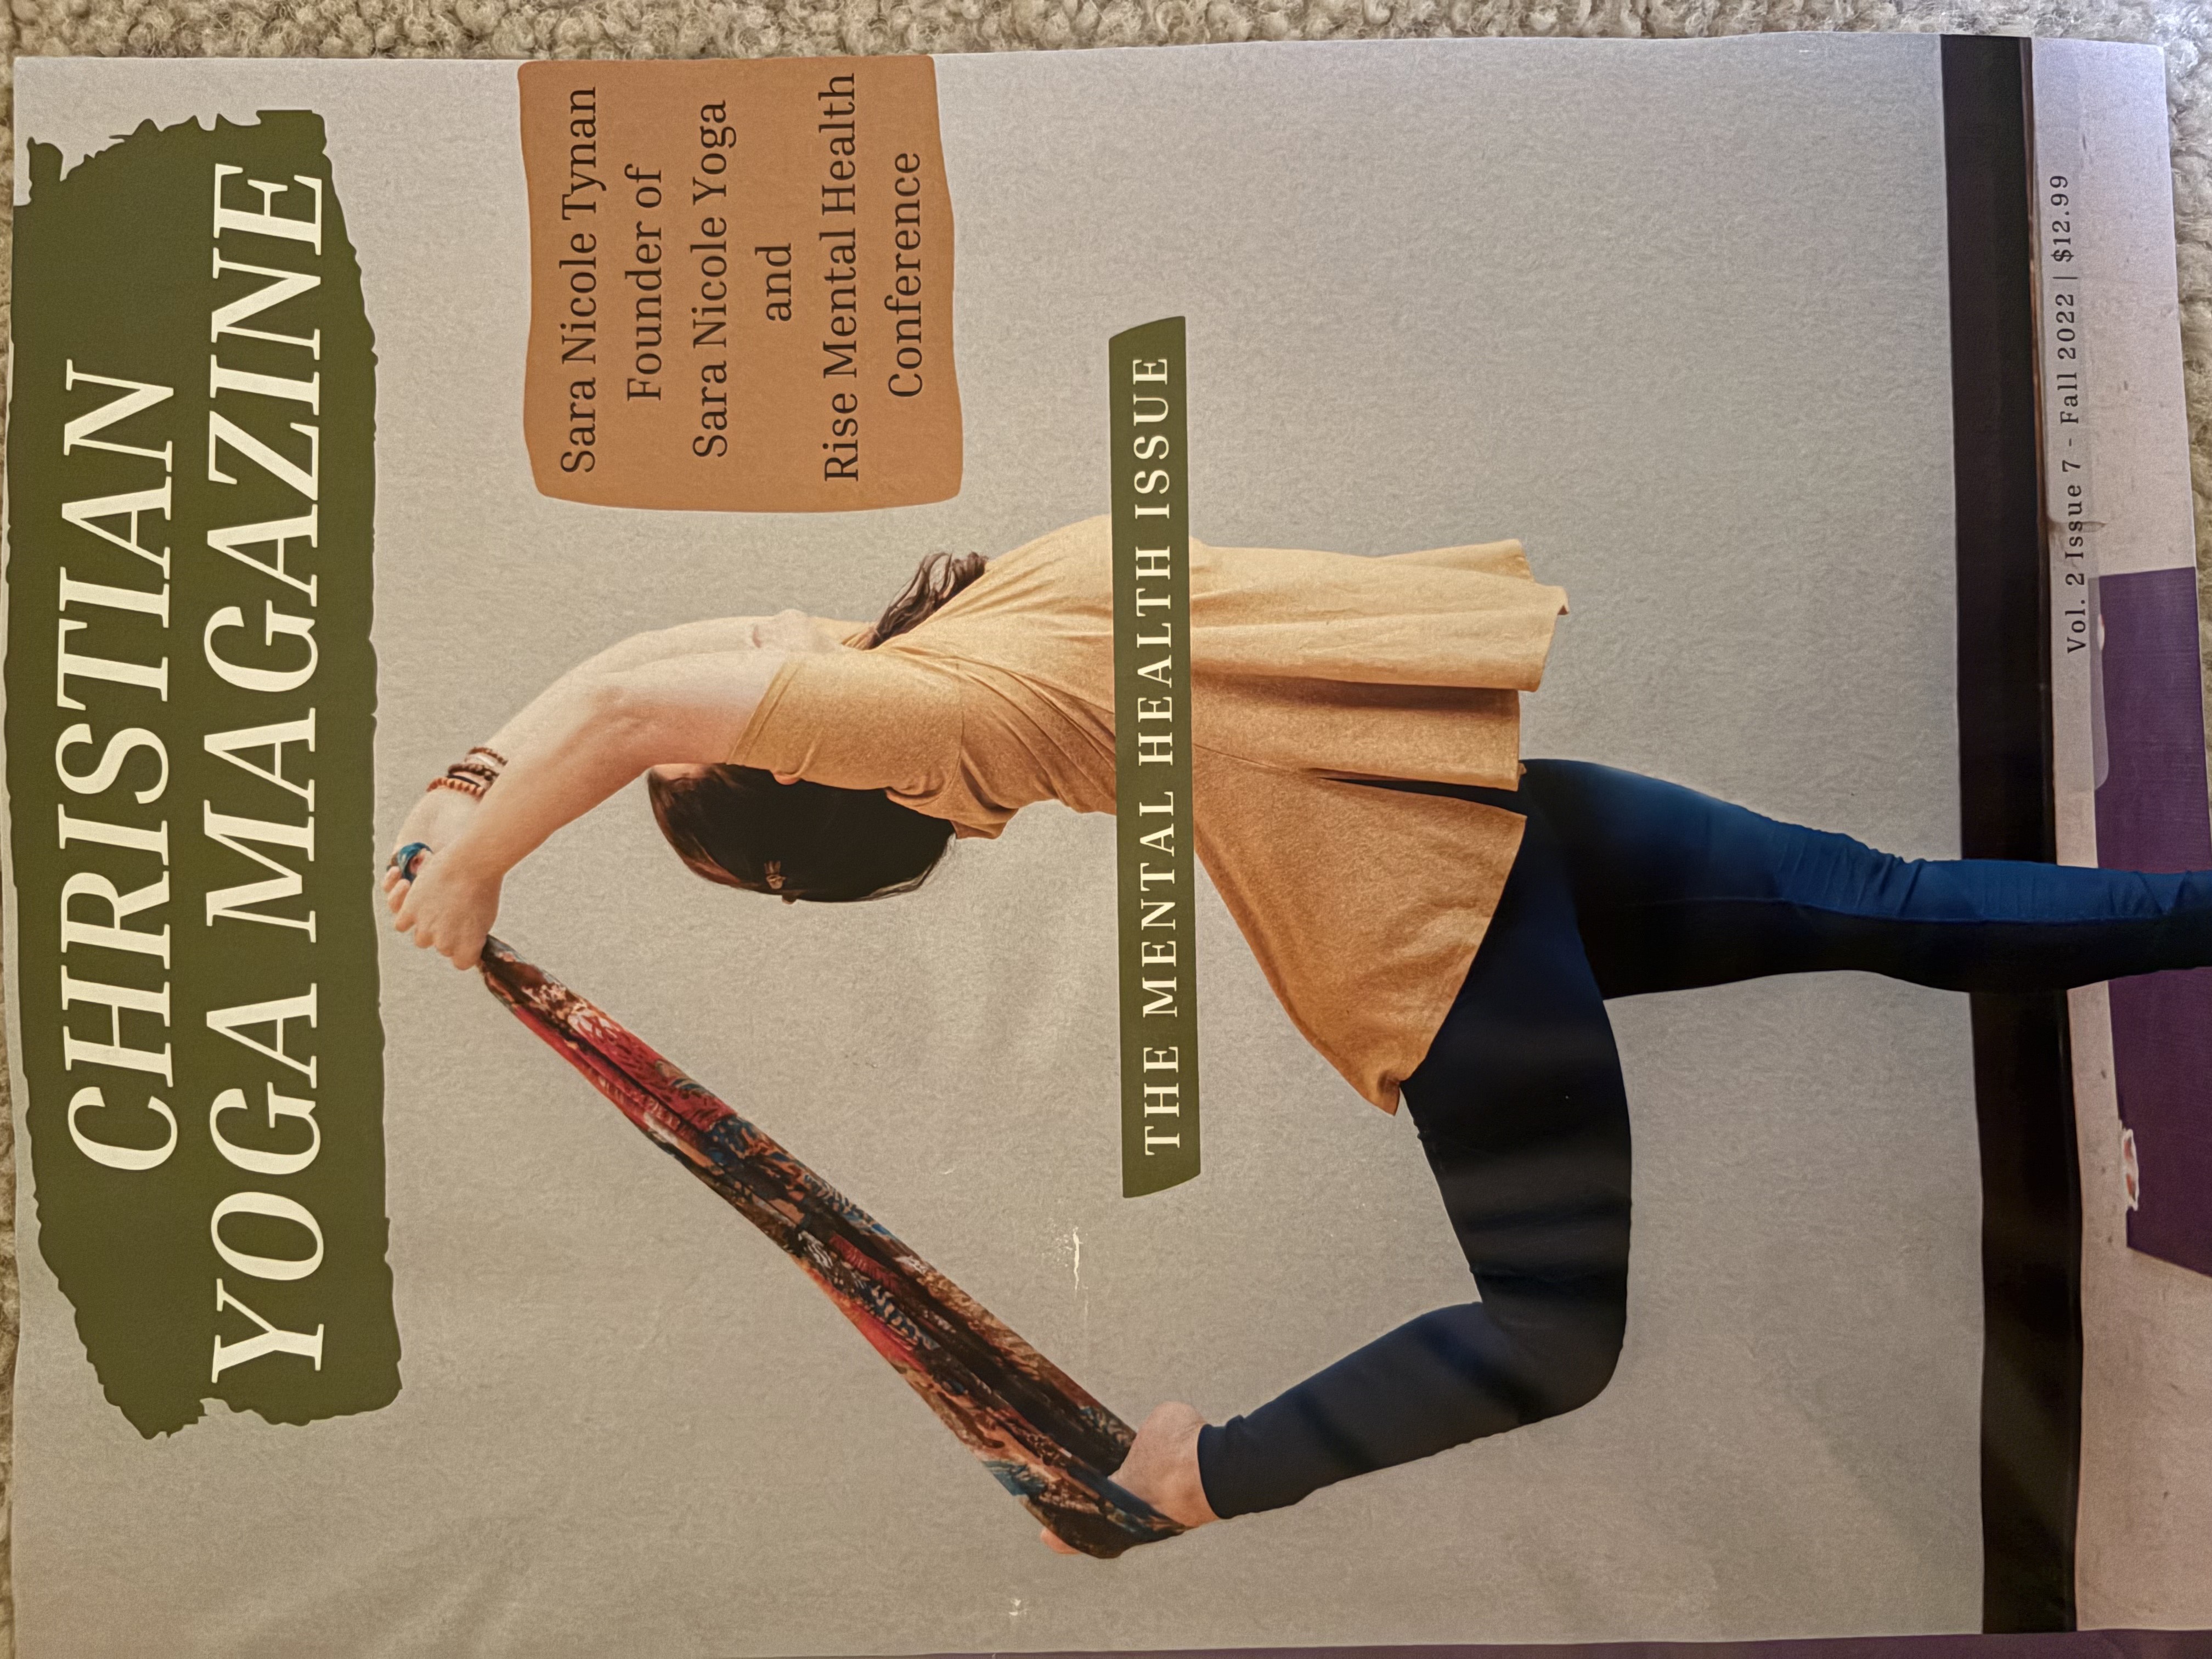 CHRISTIAN
YOGA MAGAZINE
Sara Nicole Tynan
Founder of
Sara Nicole Yoga
and
Rise Mental Health
Conference
THE MENTAL HEALTH ISSUE
Vol. 2 Issue 7 - Fall 2022 | $12.99